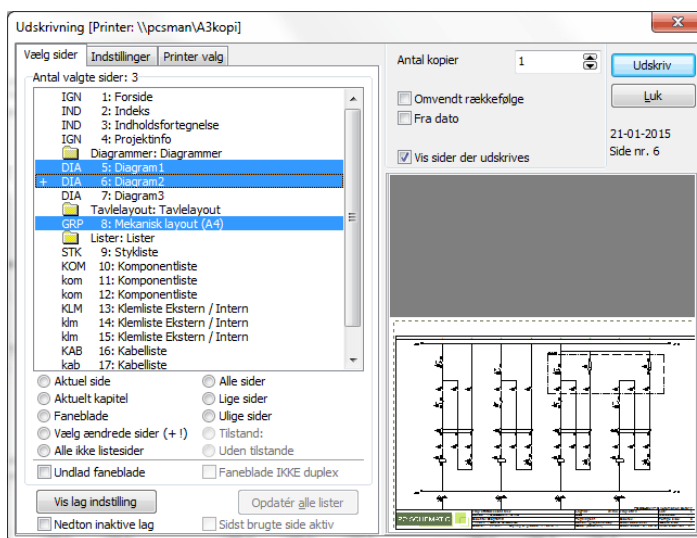 Udskrivning [Printer: \\pcsman\A3kopi]
Vælg sider Indstillinger Printer valg
Antal valgte sider: 3
IGN 1: Forside
IND 2: Indeks
IND 3: Indholdsfortegnelse
IGN 4: Projektinfo
Diagrammer: Diagrammer
DIA 5: Diagram1
+ DIA 6: Diagram2
DIA 7: Diagram3
Tavlelayout: Tavlelayout
GRP 8: Mekanisk layout (A4)
Lister: Lister
STK 9: Stykliste
KOM 10: Komponentliste
kom 11: Komponentliste
kom 12: Komponentliste
KLM 13: Klemliste Ekstern / Intern
klm 14: Klemliste Ekstern / Intern
klm 15: Klemliste Ekstern / Intern
KAB 16: Kabelliste
kab 17: Kabelliste
Aktuel side
Aktuelt kapitel
Faneblade
Vælg ændrede sider (+ !)
Alle ikke listesider
Alle sider
Lige sider
Ulige sider
Tilstand:
Uden tilstande
Undlad faneblade
Faneblade IKKE duplex
Vis lag indstilling
Opdatér alle lister
Nedton inaktive lag
Sidst brugte side aktiv
Antal kopier 1
Omvendt rækkefølge
Fra dato
Vis sider der udskrives
Udskriv
Luk
21-01-2015
Side nr. 6
PC|SCHEMATIC